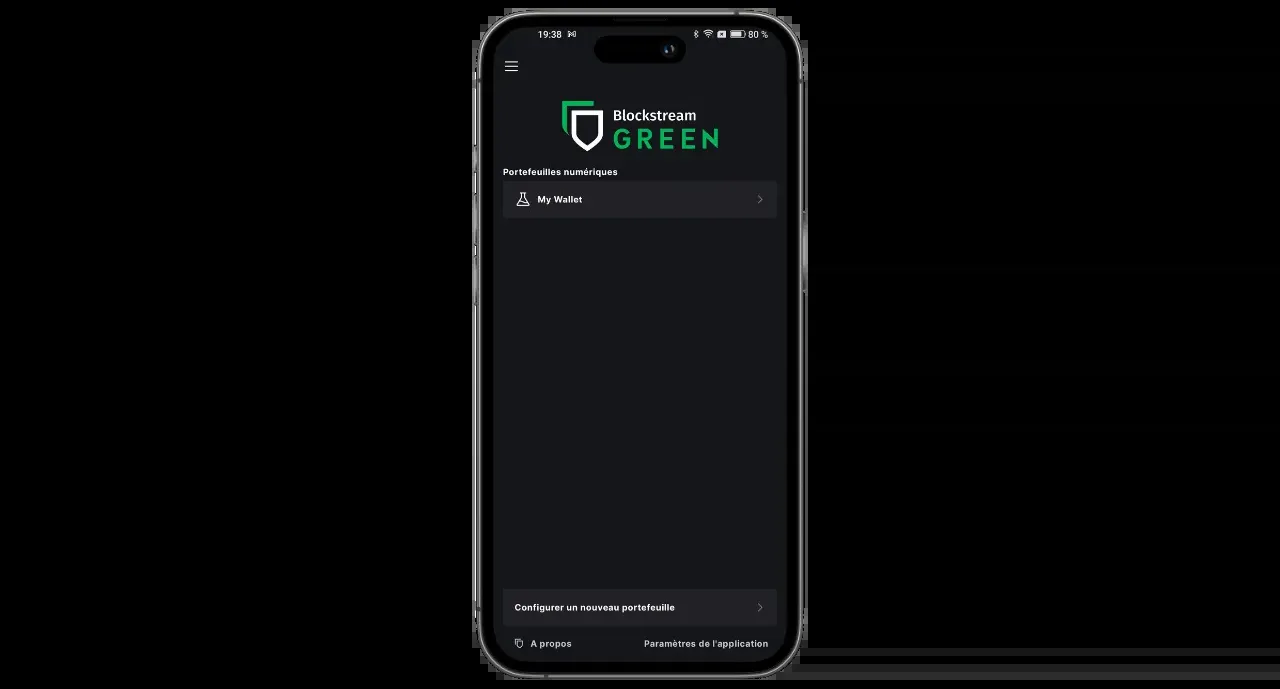 19:38 80 %
Blockstream
GREEN
Portefeuilles numériques
My Wallet
Configurer un nouveau portefeuille
A propos Paramètres de l'application